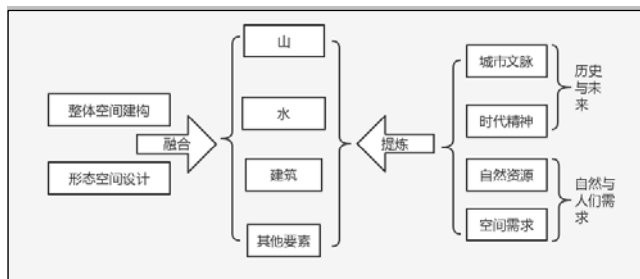 整体空间建构
形态空间设计
融合
山
水
建筑
其他要素
提炼
城市文脉
时代精神
自然资源
空间需求
历史
与未
来
自然与
人们需
求